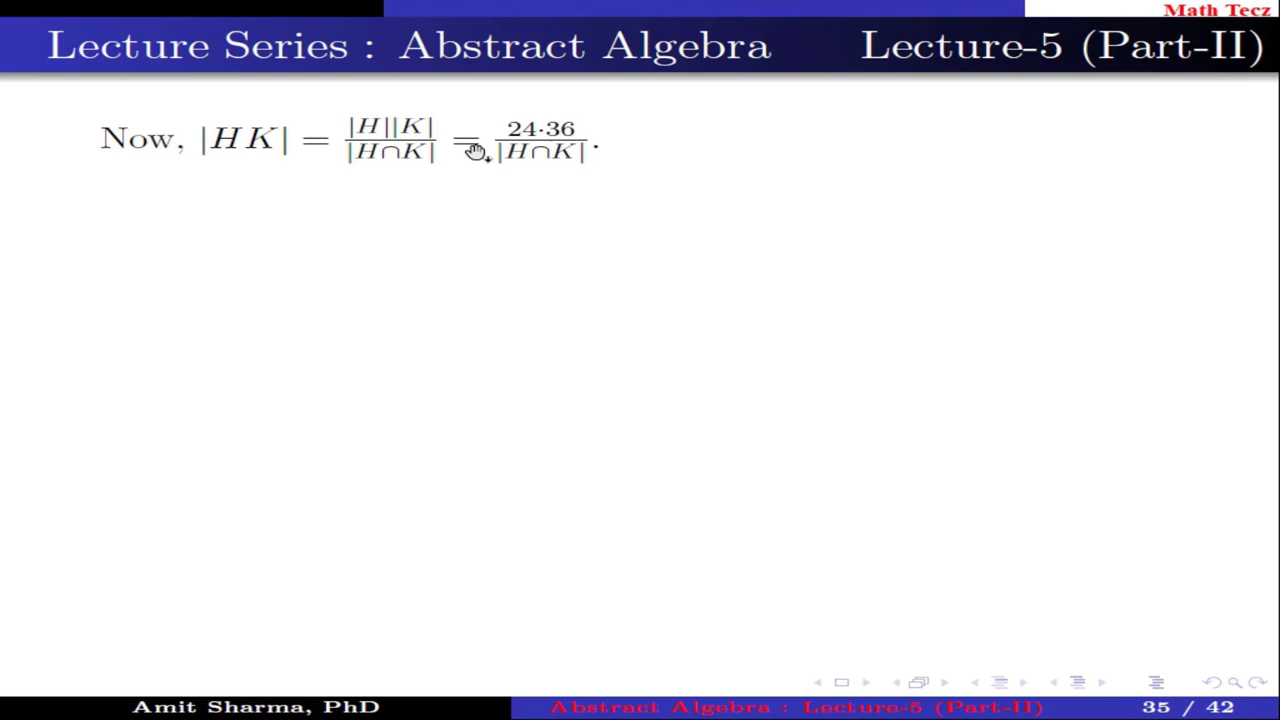 Math Tecz
Lecture Series : Abstract Algebra Lecture-5 (Part-II)
Now, |HK| = |H||K| / |H∩K| = 24·36 / |H∩K|.
Amit Sharma, PhD Abstract Algebra : Lecture-5 (Part-II) 35 / 42